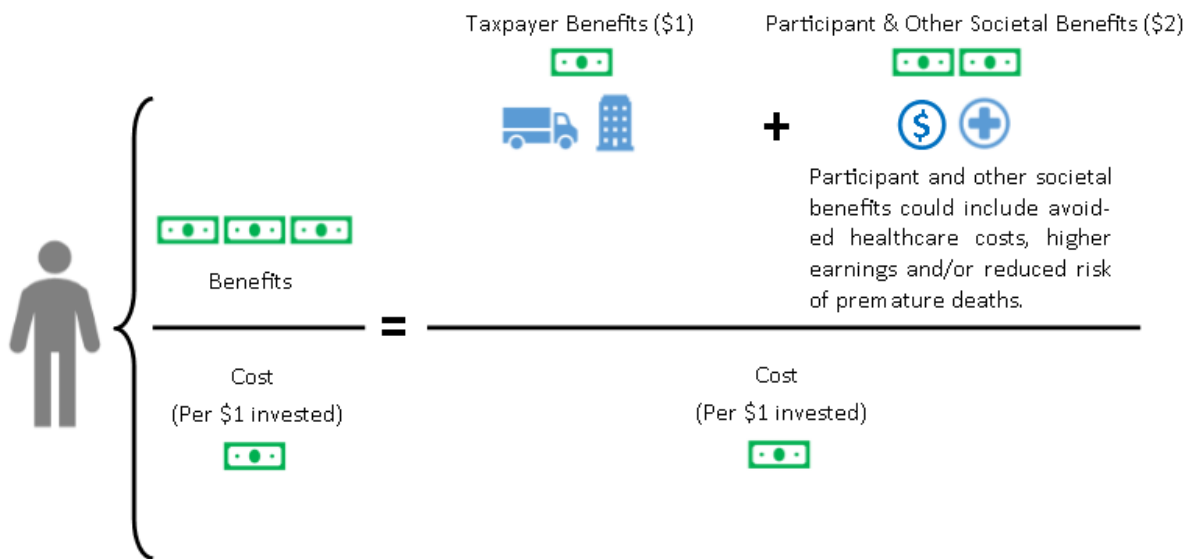 Taxpayer Benefits ($1)
Participant & Other Societal Benefits ($2)
$
+
Participant and other societal
benefits could include avoid-
ed healthcare costs, higher
earnings and/or reduced risk
of premature deaths.
Benefits
=
Cost
(Per $1 invested)
Cost
(Per $1 invested)